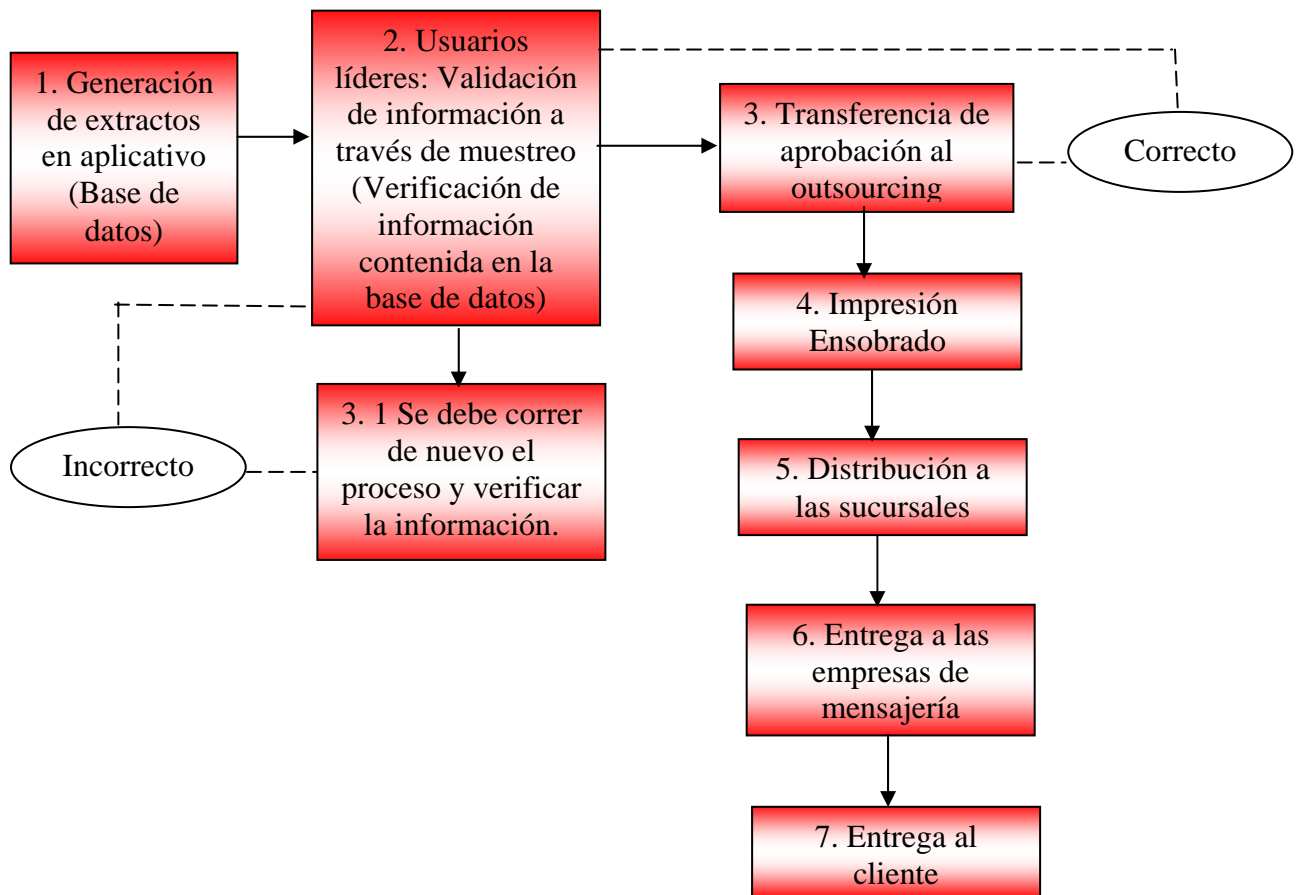 1. Generación
de extractos
en aplicativo
(Base de
datos)
2. Usuarios
líderes: Validación
de información a
través de muestreo
(Verificación de
información
contenida en la
base de datos)
3. Transferencia de
aprobación al
outsourcing
Correcto
4. Impresión
Ensobrado
Incorrecto
3. 1 Se debe correr
de nuevo el
proceso y verificar
la información.
5. Distribución a
las sucursales
6. Entrega a las
empresas de
mensajería
7. Entrega al
cliente